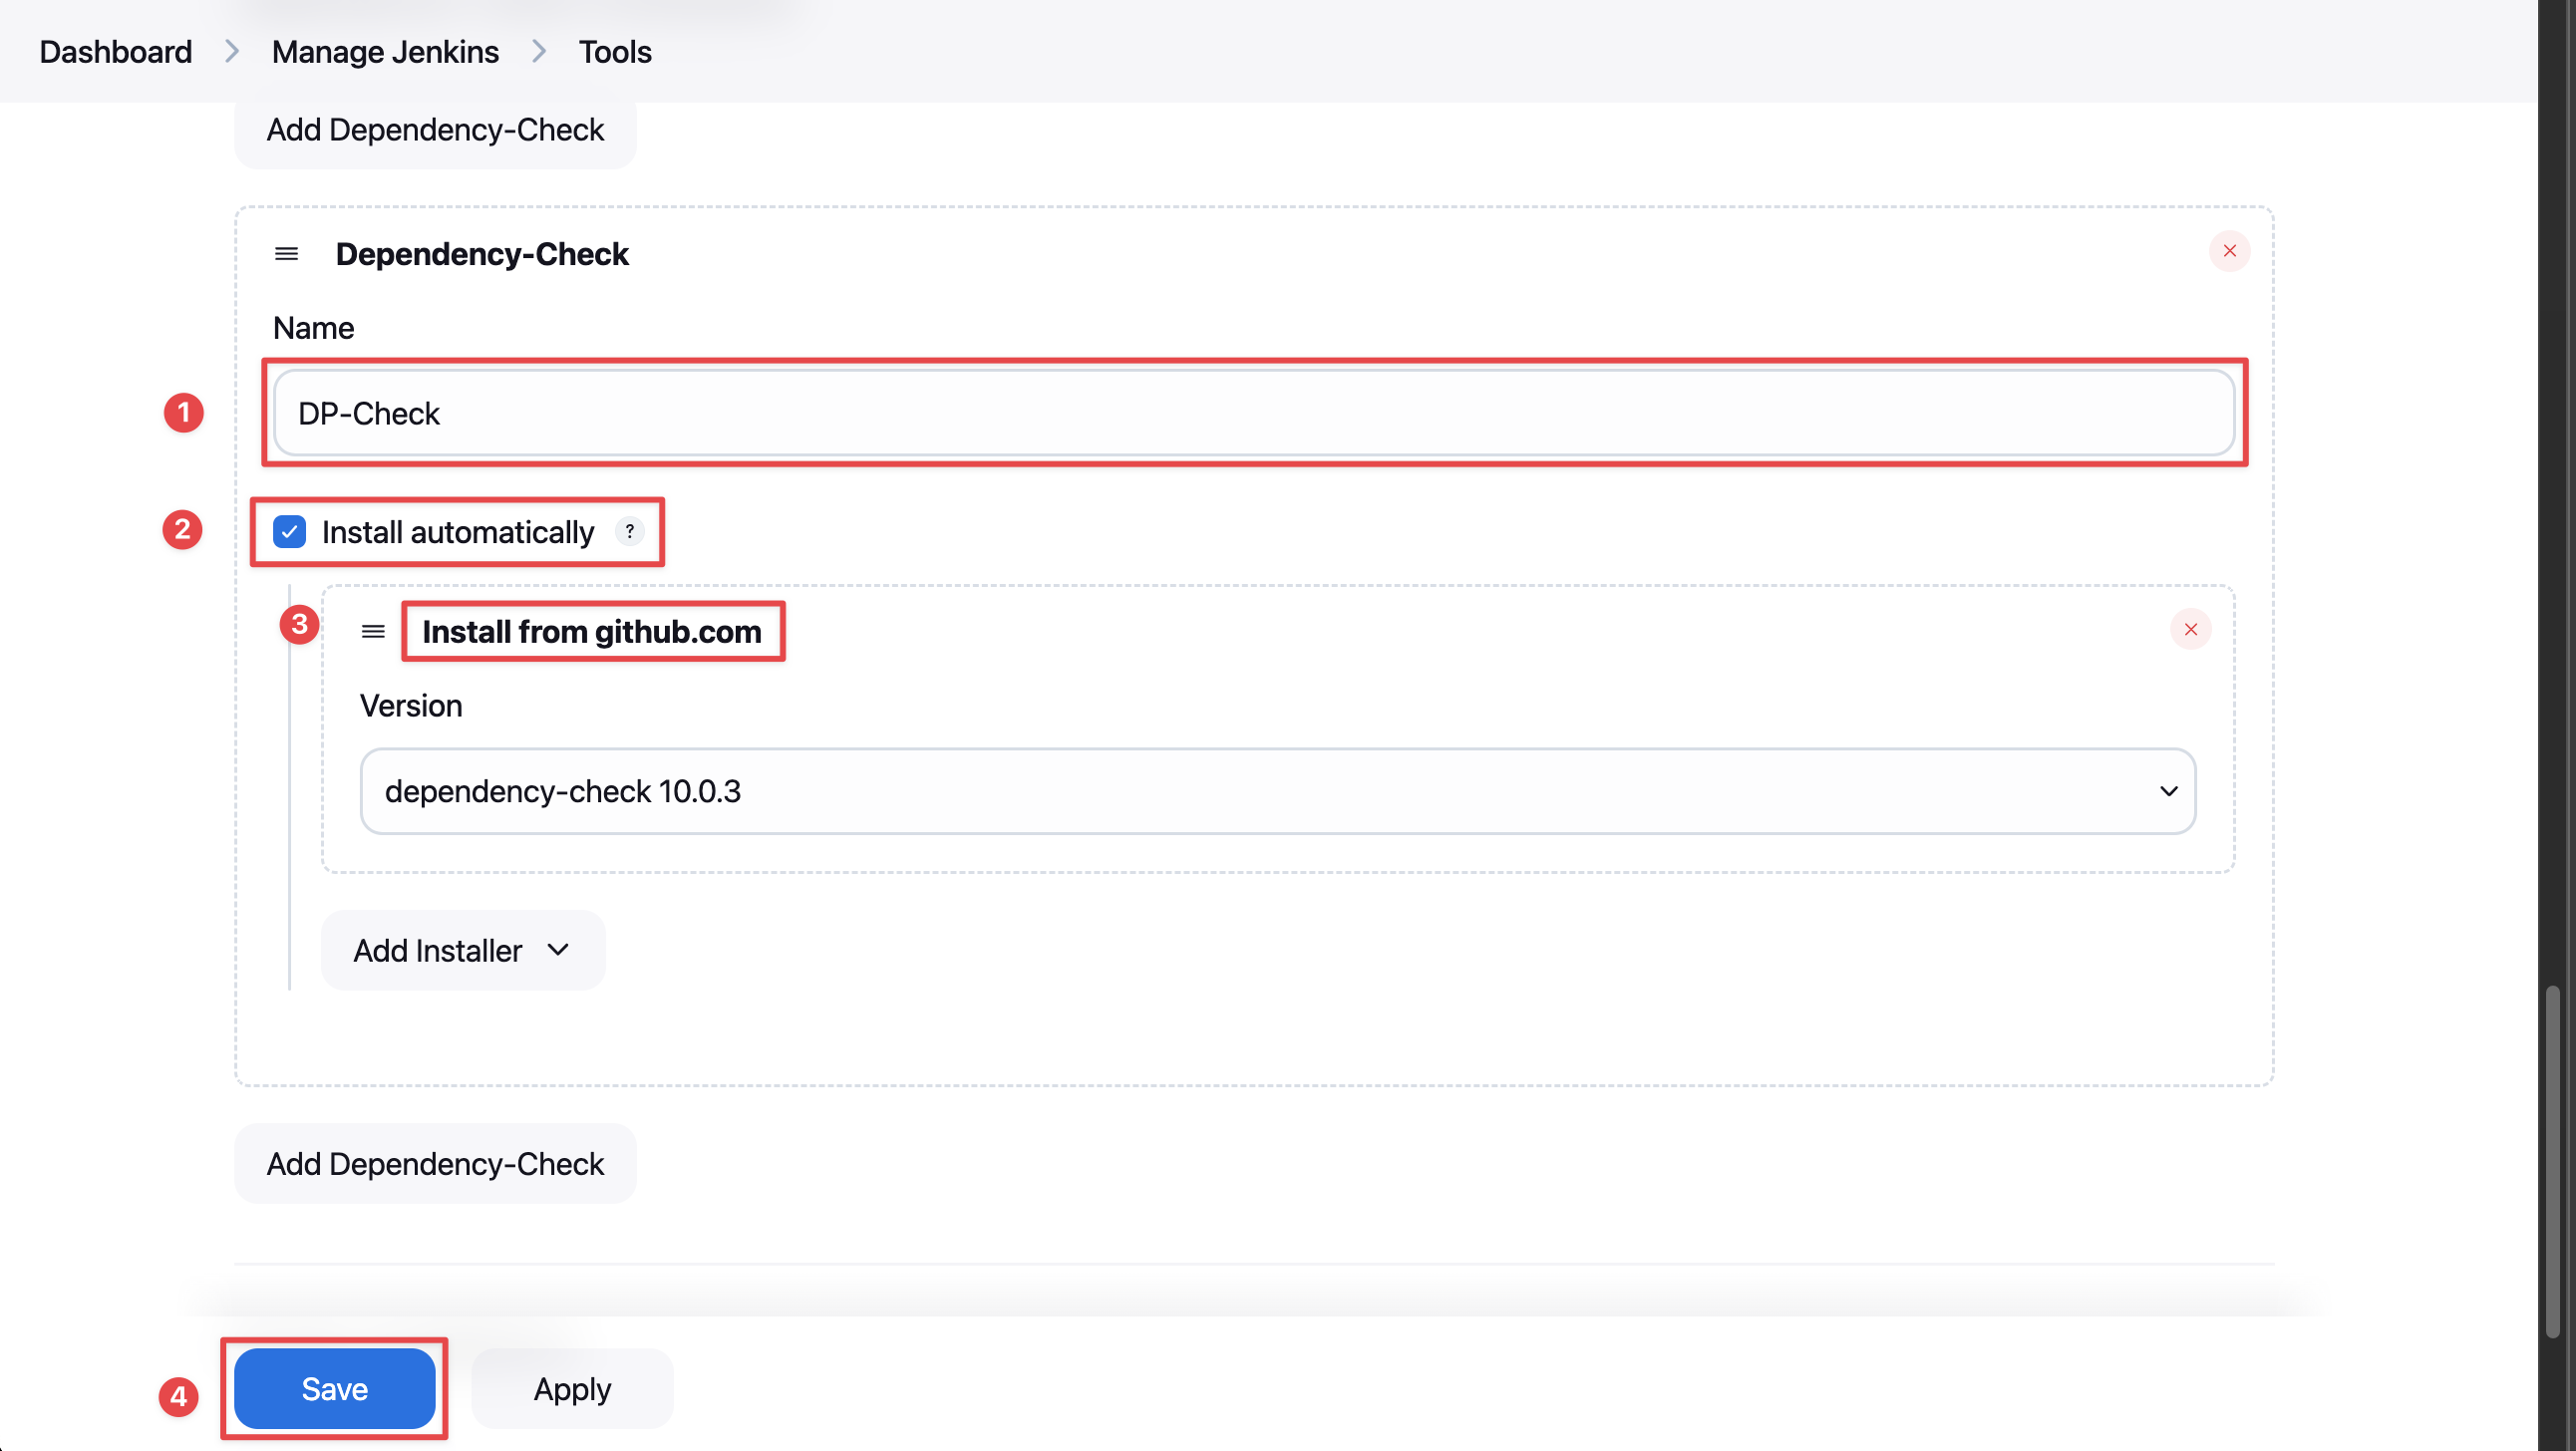 Dashboard > Manage Jenkins > Tools
Add Dependency-Check
Dependency-Check
Name
1 DP-Check
2 Install automatically ?
3 Install from github.com
Version
dependency-check 10.0.3
Add Installer
Add Dependency-Check
4 Save Apply